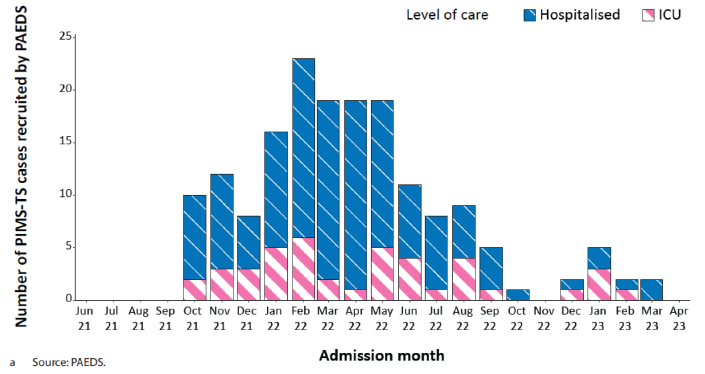 Level of care Hospitalised ICU
Number of PIMS-TS cases recruited by PAEDS
25
20
15
10
5
0
Jun Jul Aug Sep Oct Nov Dec Jan Feb Mar Apr May Jun Jul Aug Sep Oct Nov Dec Jan Feb Mar Apr
21 21 21 21 21 21 21 22 22 22 22 22 22 22 22 22 22 22 22 23 23 23 23
Admission month
a Source: PAEDS.